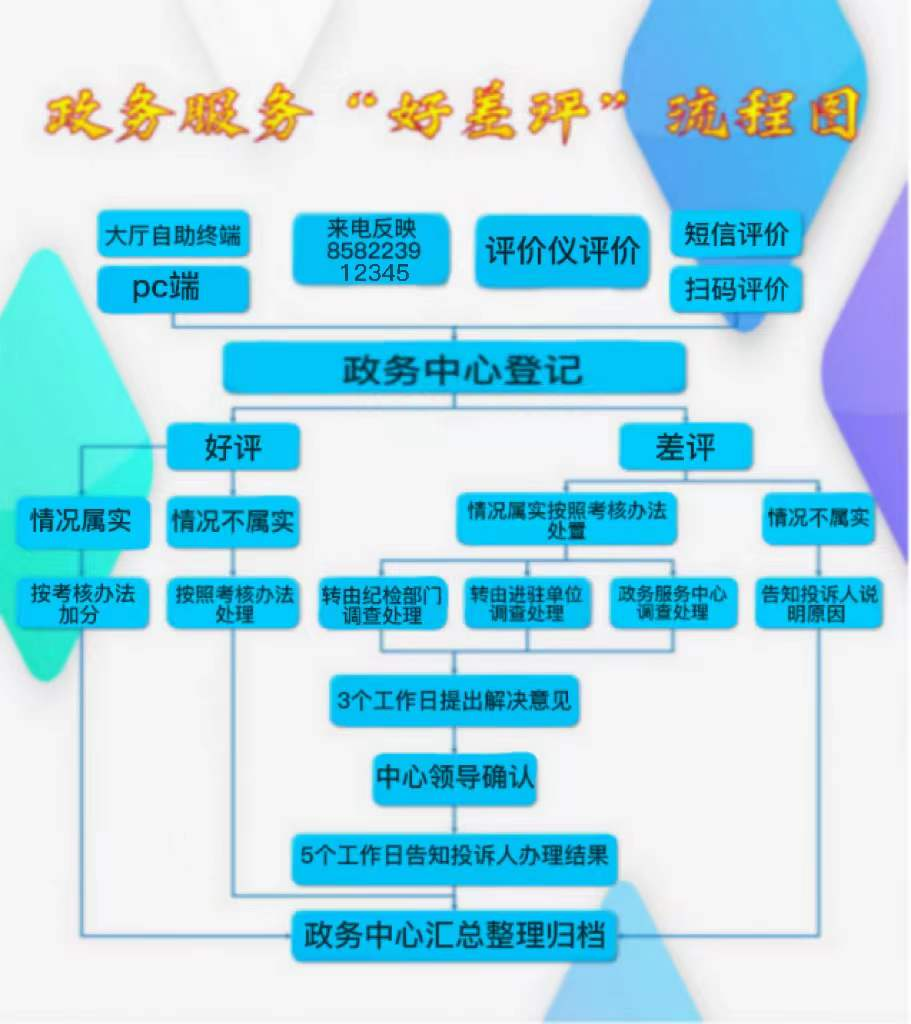 政务服务“好差评”流程图
大厅自助终端
pc端
来电反映
8582239
12345
评价仪评价
短信评价
扫码评价
政务中心登记
好评
差评
情况属实
情况不属实
情况属实按照考核办法
处置
情况不属实
按考核办法
加分
按照考核办法
处理
转由纪检部门
调查处理
转由进驻单位
调查处理
政务服务中心
调查处理
告知投诉人说
明原因
3个工作日提出解决意见
中心领导确认
5个工作日告知投诉人办理结果
政务中心汇总整理归档